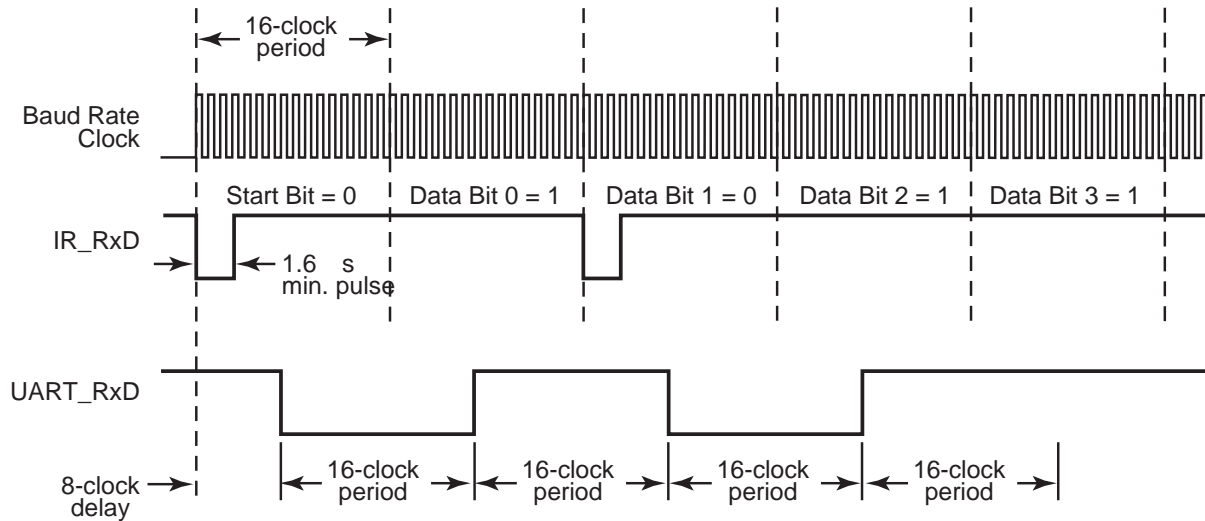 16-clock
period
Baud Rate
Clock
Start Bit = 0 Data Bit 0 = 1 Data Bit 1 = 0 Data Bit 2 = 1 Data Bit 3 = 1
IR_RxD
1.6 s
min. pulse
UART_RxD
8-clock
delay
16-clock
period
16-clock
period
16-clock
period
16-clock
period